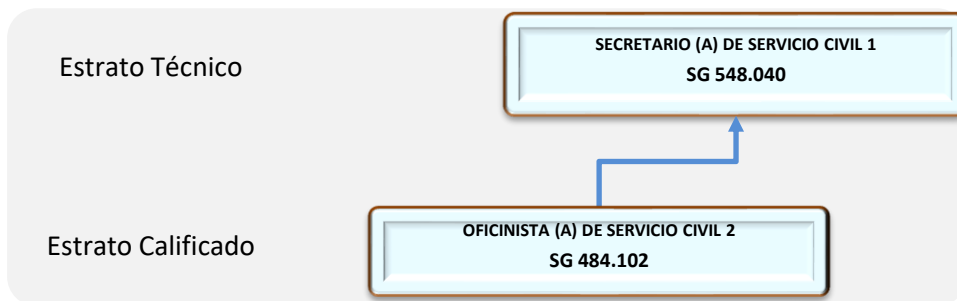 SECRETARIO (A) DE SERVICIO CIVIL 1
Estrato Técnico
SG 548.040
OFICINISTA (A) DE SERVICIO CIVIL 2
Estrato Calificado
SG 484.102